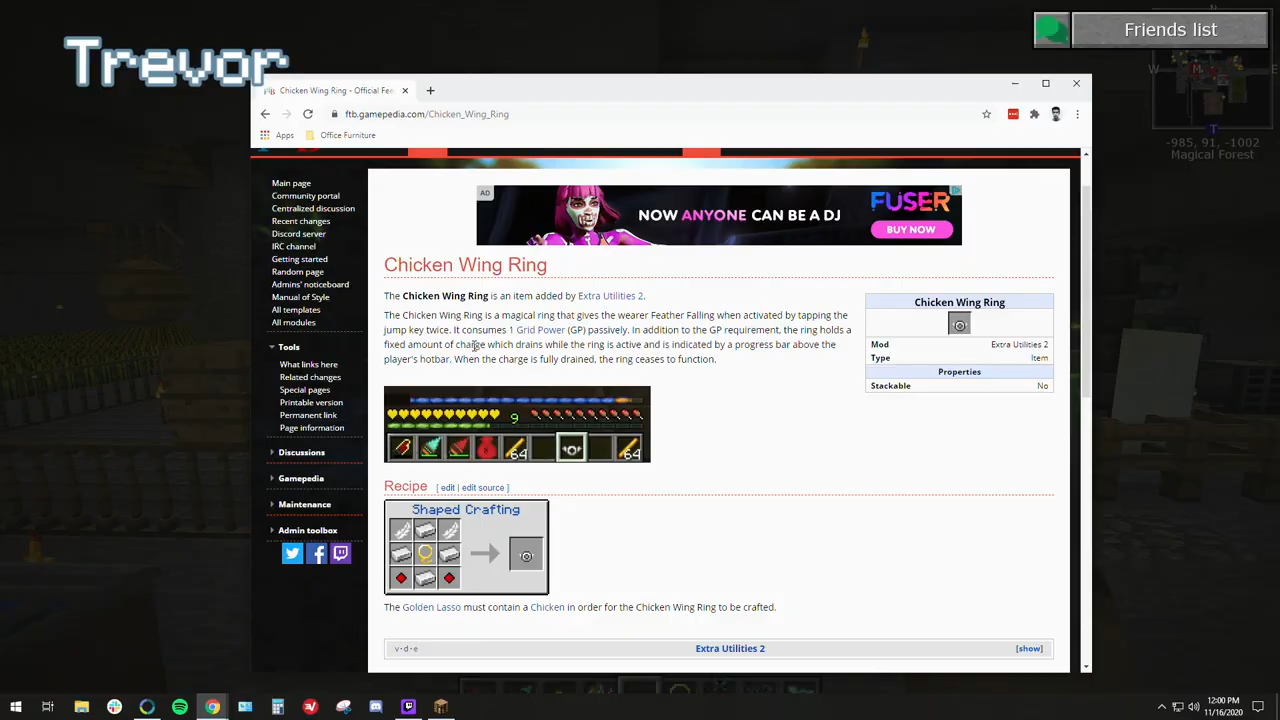 Trevor
Friends list
Chicken Wing Ring - Official Fe
ftb.gamepedia.com/Chicken_Wing_Ring
Apps
Office Furniture
W
M
E
T
-985, 91, -1002
Magical Forest
Main page
Community portal
Centralized discussion
Recent changes
Discord server
IRC channel
Getting started
Random page
Admins' noticeboard
Manual of Style
All templates
All modules
Tools
What links here
Related changes
Special pages
Printable version
Permanent link
Page information
Discussions
Gamepedia
Maintenance
Admin toolbox
AD
NOW ANYONE CAN BE A DJ
FUSER
BUY NOW
Chicken Wing Ring
The Chicken Wing Ring is an item added by Extra Utilities 2.
The Chicken Wing Ring is a magical ring that gives the wearer Feather Falling when activated by tapping the
jump key twice. It consumes 1 Grid Power (GP) passively. In addition to the GP requirement, the ring holds a
fixed amount of charge which drains while the ring is active and is indicated by a progress bar above the
player's hotbar. When the charge is fully drained, the ring ceases to function.
Chicken Wing Ring
Mod Extra Utilities 2
Type Item
Properties
Stackable No
9
64
64
Recipe [ edit | edit source ]
Shaped Crafting
The Golden Lasso must contain a Chicken in order for the Chicken Wing Ring to be crafted.
v · d · e Extra Utilities 2 [show]
12:00 PM
11/16/2020